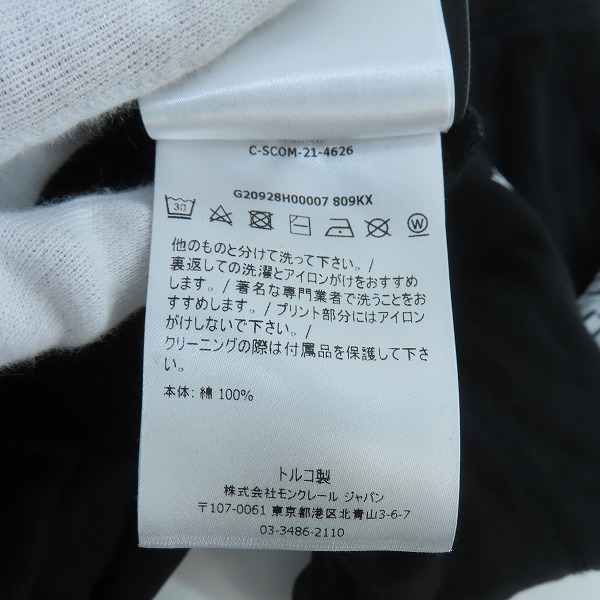 C-SCOM-21-4626
G20928H00007 809KX
30
W
他のものと分けて洗って下さい。/
裏返しての洗濯とアイロンがけをおすすめ
します。/ 著名な専門業者で洗うことをお
すすめします。/ プリント部分にはアイロン
がけしないで下さい。/
クリーニングの際は付属品を保護して下さ
い。
本体: 綿 100%
トルコ製
株式会社モンクレール ジャパン
〒107-0061 東京都港区北青山3-6-7
03-3486-2110